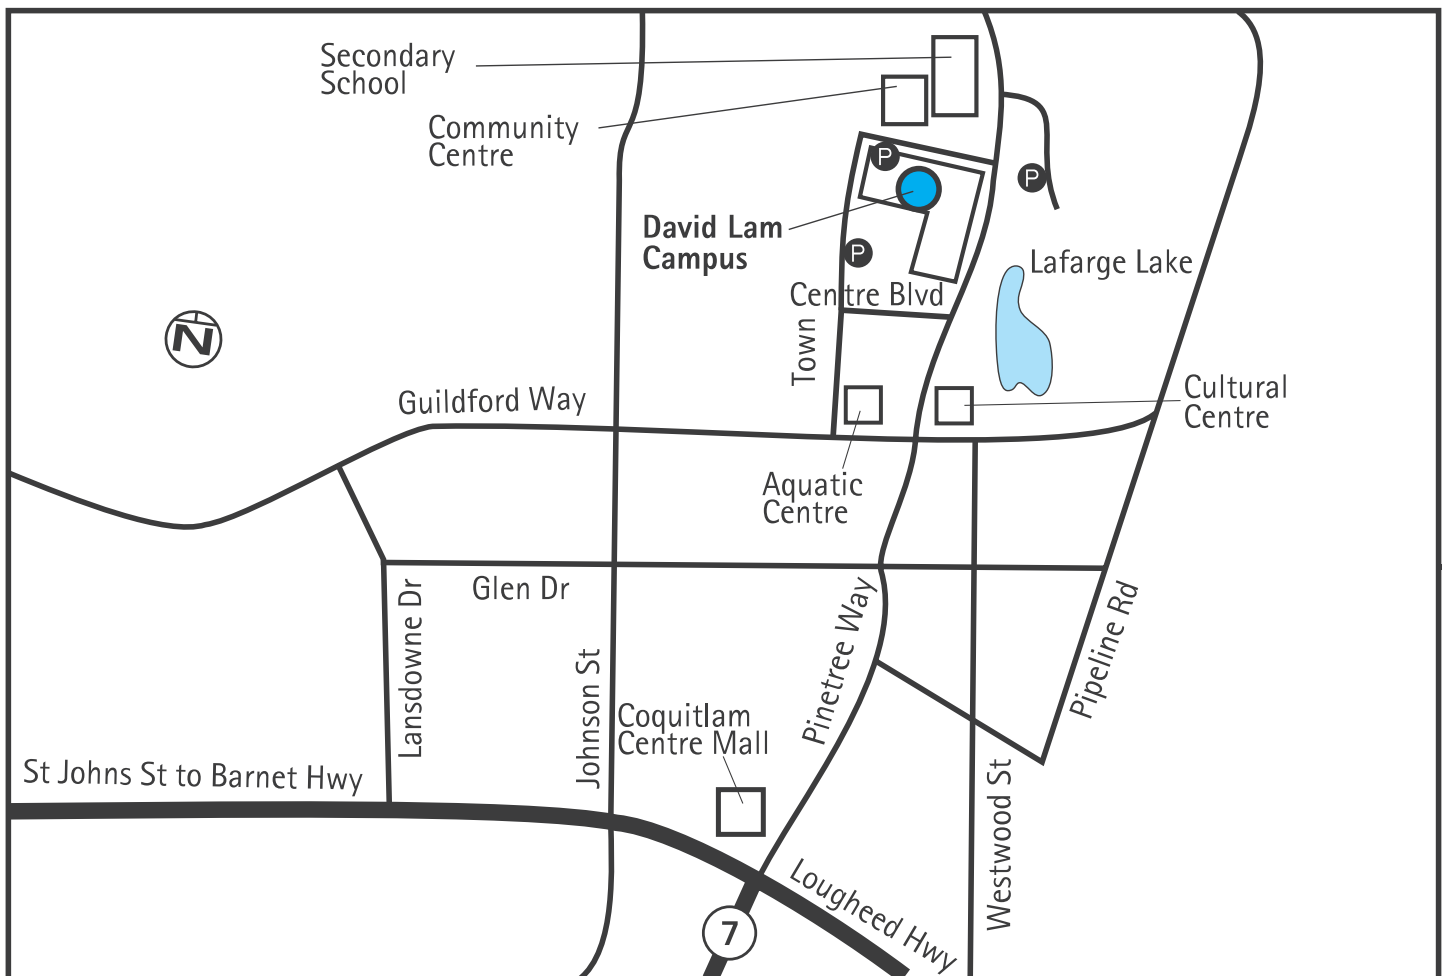 Secondary
School
Community
Centre
P
P
David Lam
Campus
P
Lafarge Lake
Centre Blvd
Town
N
Guildford Way
Cultural
Centre
Aquatic
Centre
Glen Dr
Lansdowne Dr
Johnson St
Pinetree Way
Pipeline Rd
Coquitlam
Centre Mall
St Johns St to Barnet Hwy
Westwood St
Lougheed Hwy
7